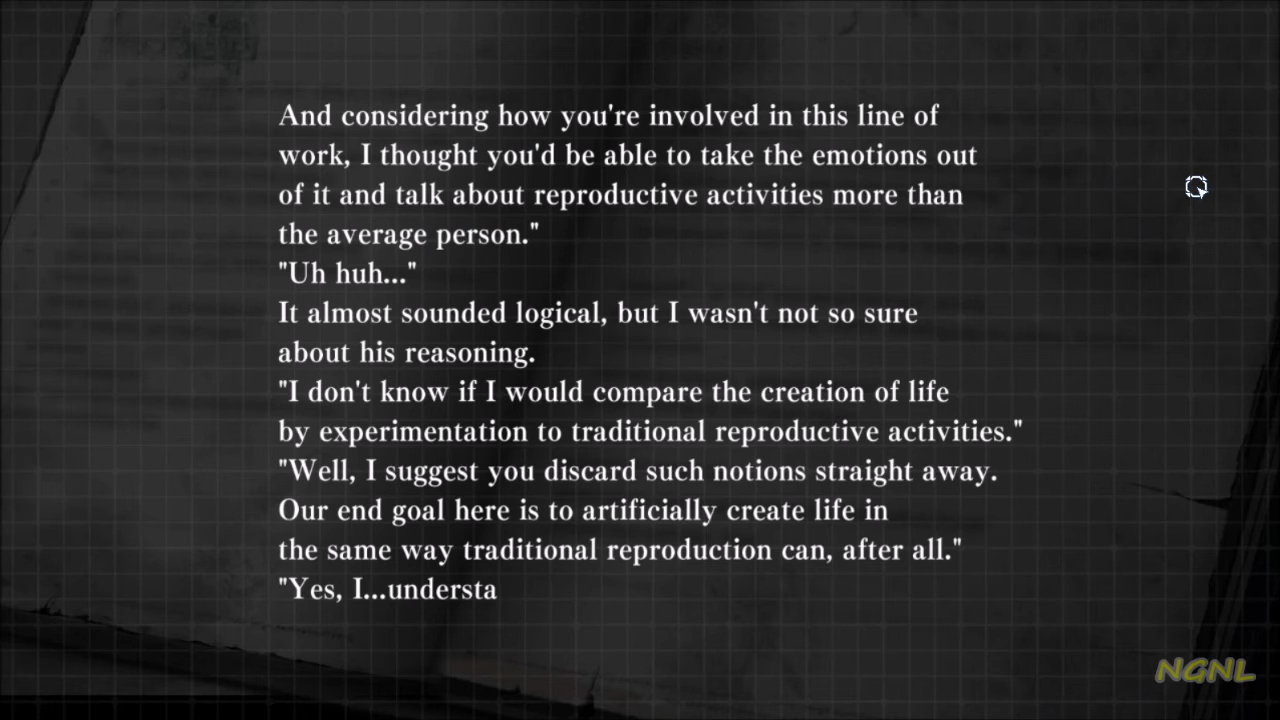 And considering how you're involved in this line of
work, I thought you'd be able to take the emotions out
of it and talk about reproductive activities more than
the average person."
"Uh huh..."
It almost sounded logical, but I wasn't not so sure
about his reasoning.
"I don't know if I would compare the creation of life
by experimentation to traditional reproductive activities."
"Well, I suggest you discard such notions straight away.
Our end goal here is to artificially create life in
the same way traditional reproduction can, after all."
"Yes, I...understa
NGNL